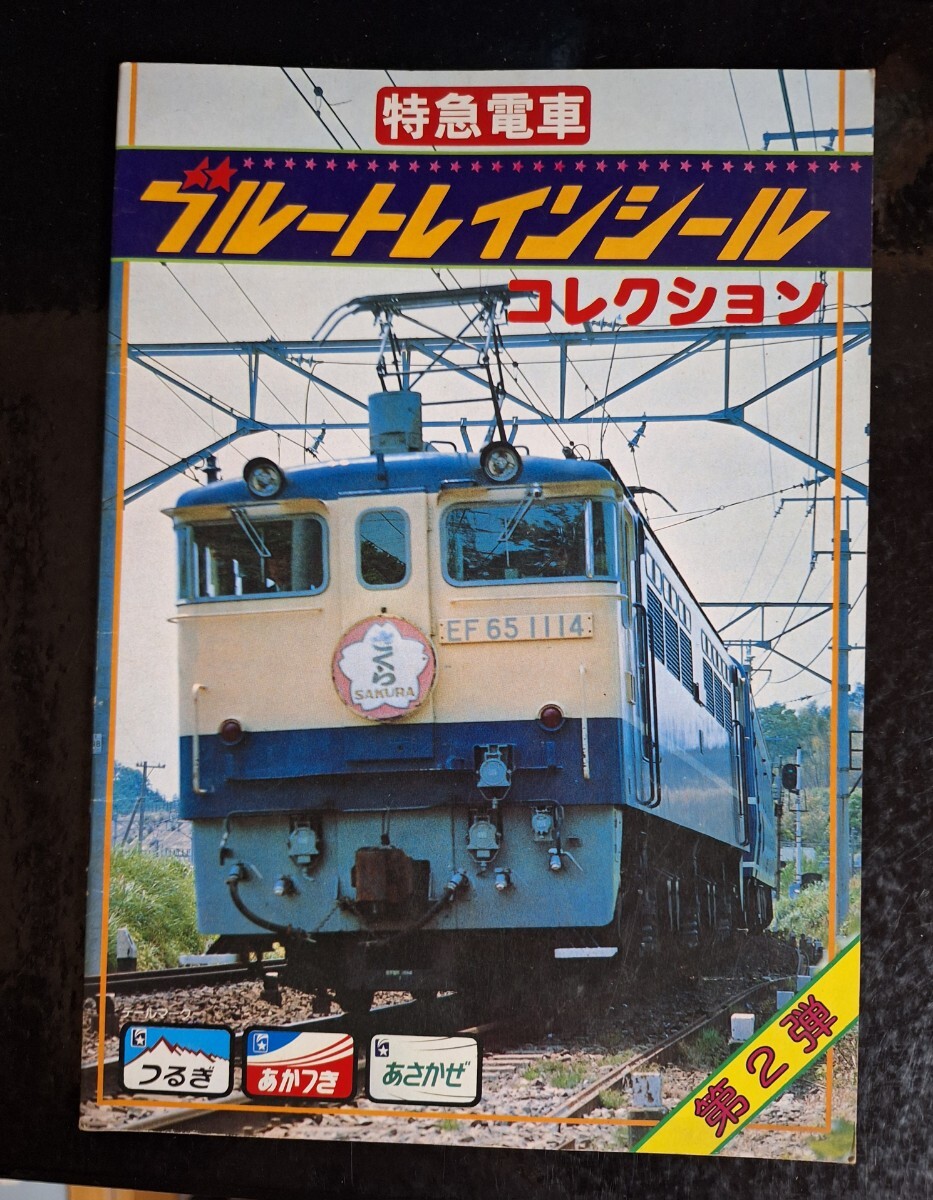 特急電車
ブルートレインシール
コレクション
EF65 1114
さくら
SAKURA
テールマーク
つるぎ
あかつき
あさかぜ
第2弾